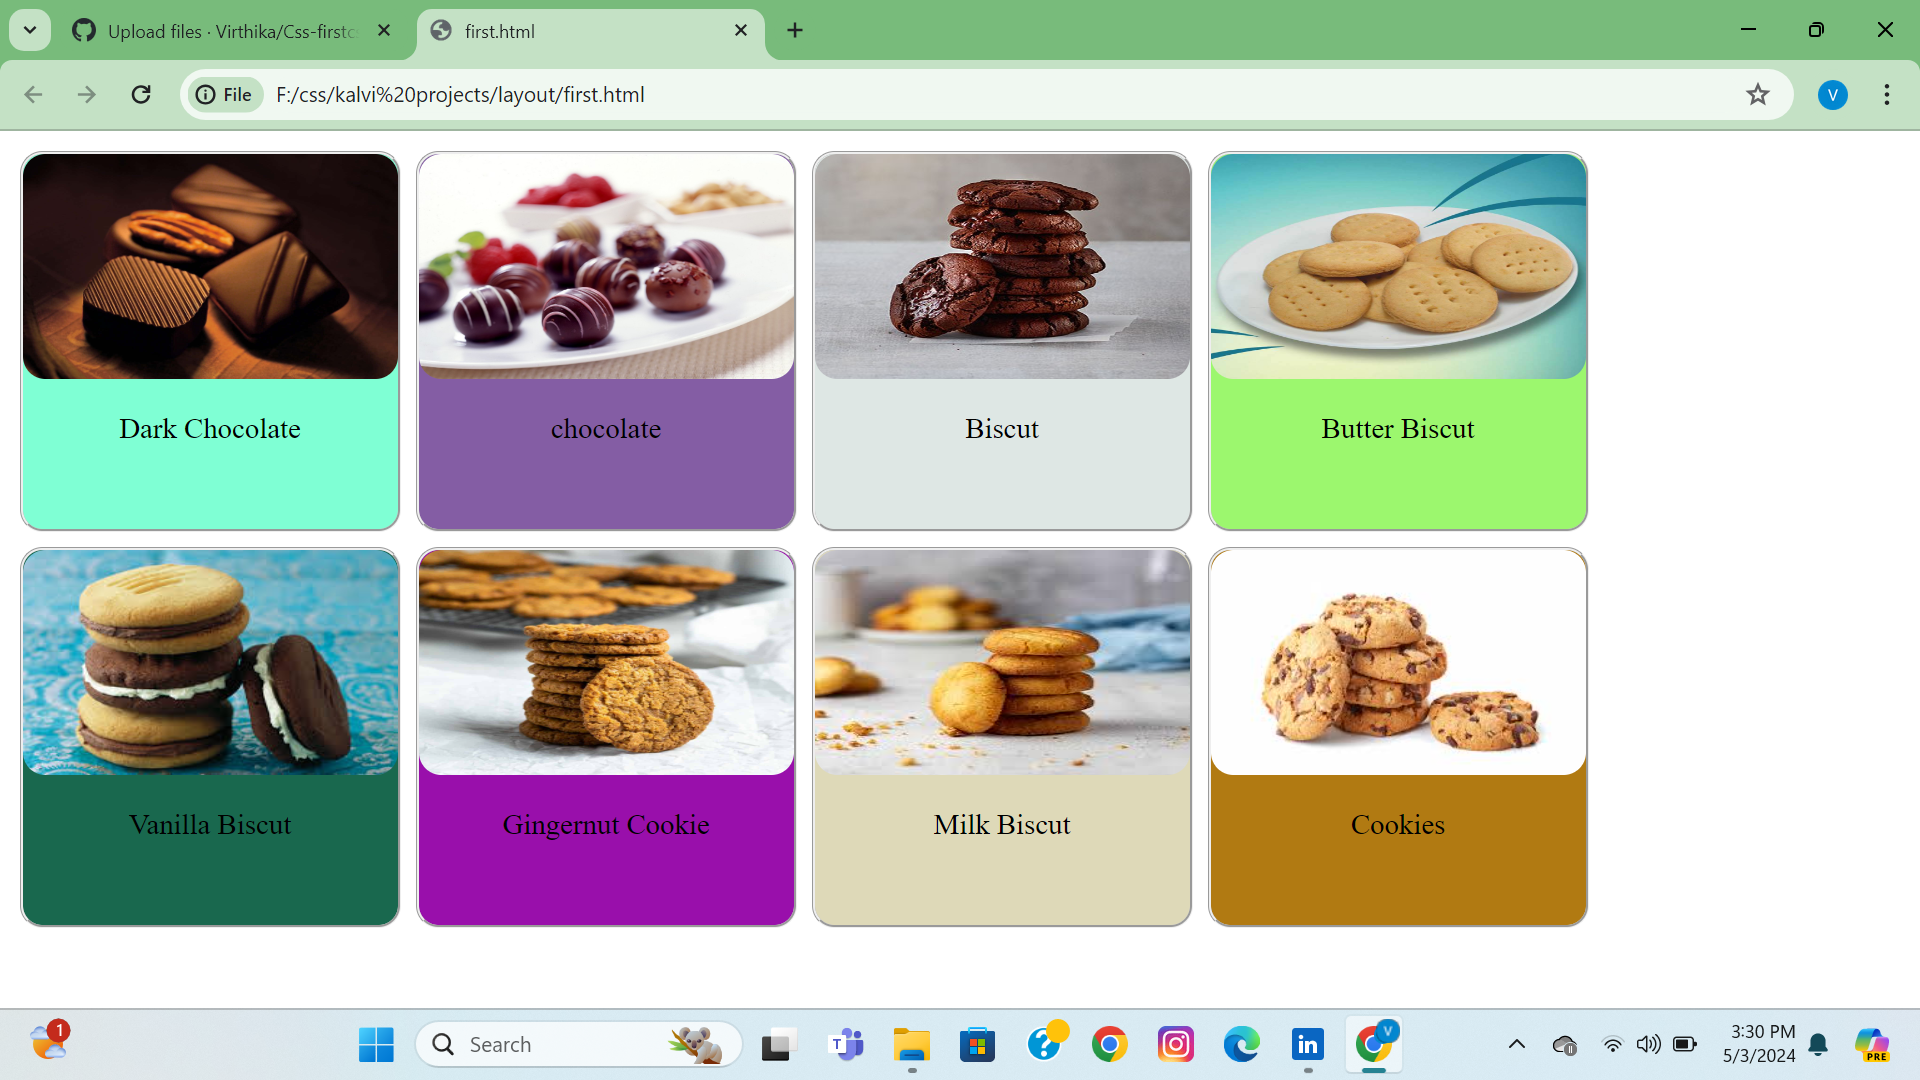 Upload files · Virthika/Css-firstc
first.html
File
F:/css/kalvi%20projects/layout/first.html
V
Dark Chocolate
chocolate
Biscut
Butter Biscut
Vanilla Biscut
Gingernut Cookie
Milk Biscut
Cookies
1
Search
T
?
in
V
3:30 PM
5/3/2024
PRE